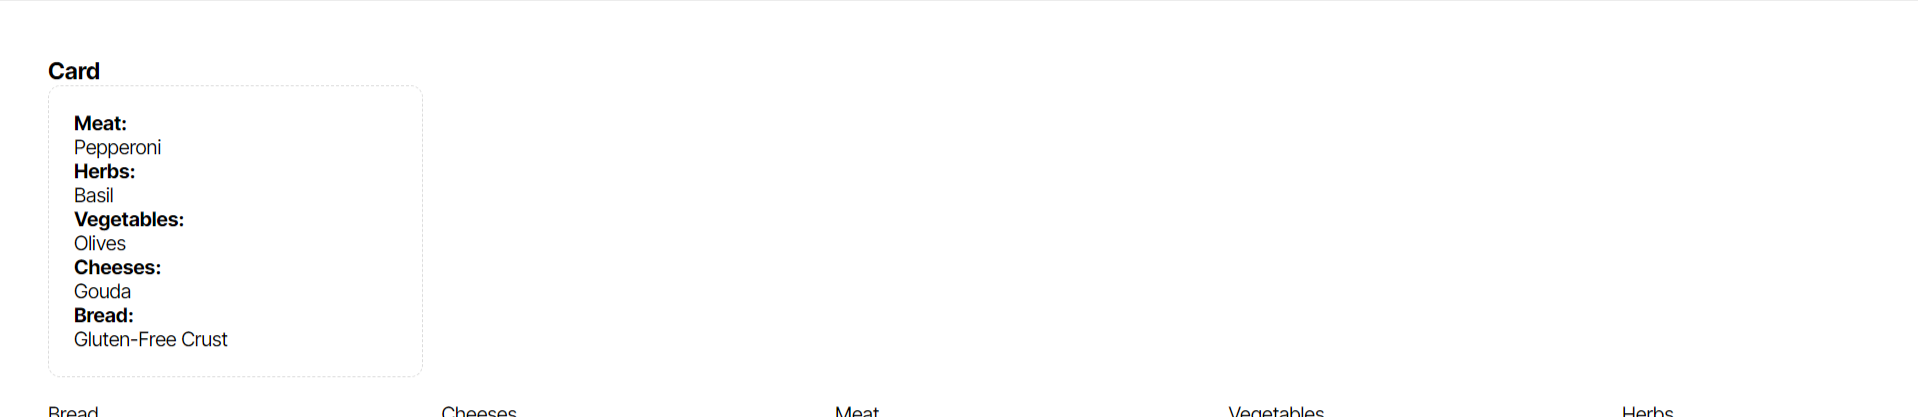 Card
Meat:
Pepperoni
Herbs:
Basil
Vegetables:
Olives
Cheeses:
Gouda
Bread:
Gluten-Free Crust
Bread Cheeses Meat Vegetables Herbs